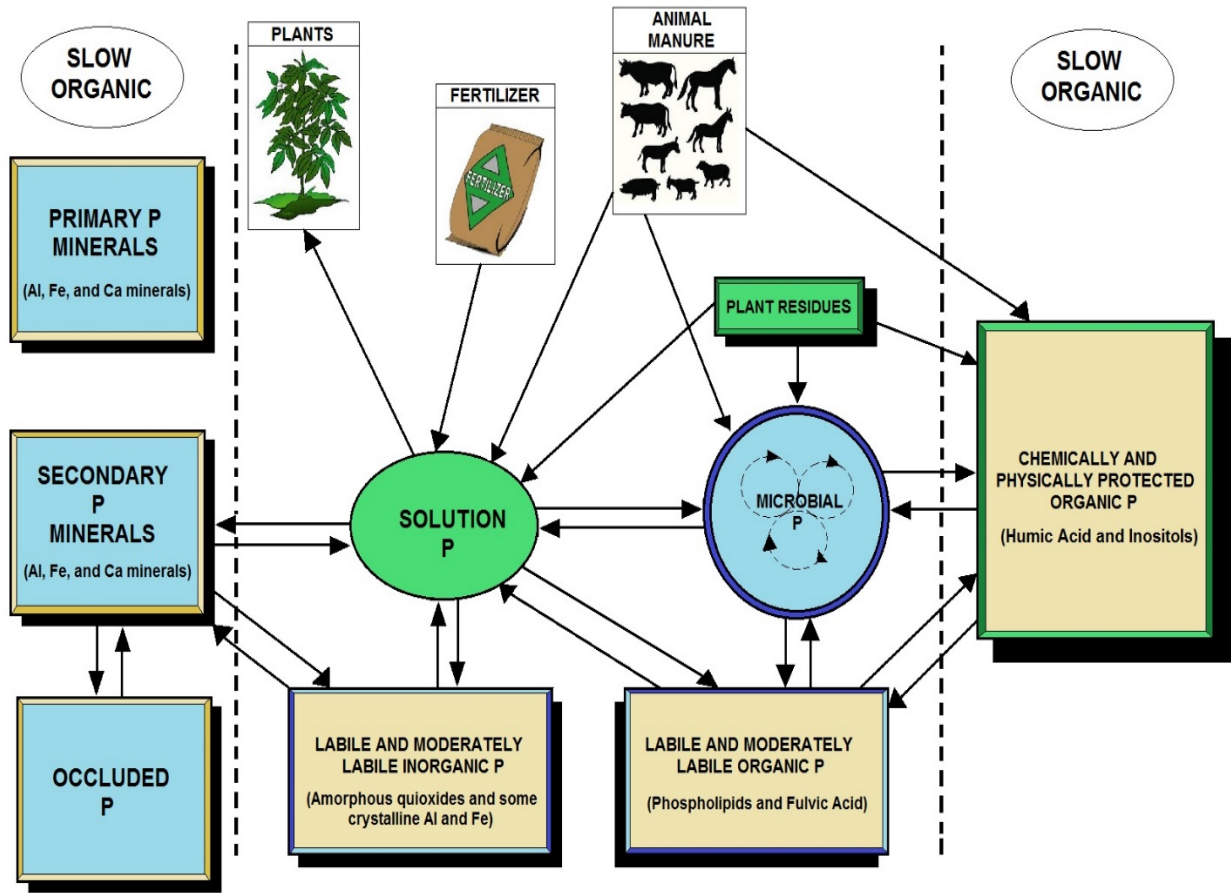 SLOW
ORGANIC
PLANTS
FERTILIZER
FERTILIZER
ANIMAL
MANURE
SLOW
ORGANIC
PRIMARY P
MINERALS
(Al, Fe, and Ca minerals)
PLANT RESIDUES
SECONDARY
P
MINERALS
(Al, Fe, and Ca minerals)
SOLUTION
P
MICROBIAL
P
CHEMICALLY AND
PHYSICALLY PROTECTED
ORGANIC P
(Humic Acid and Inositols)
OCCLUDED
P
LABILE AND MODERATELY
LABILE INORGANIC P
(Amorphous quioxides and some
crystalline Al and Fe)
LABILE AND MODERATELY
LABILE ORGANIC P
(Phospholipids and Fulvic Acid)